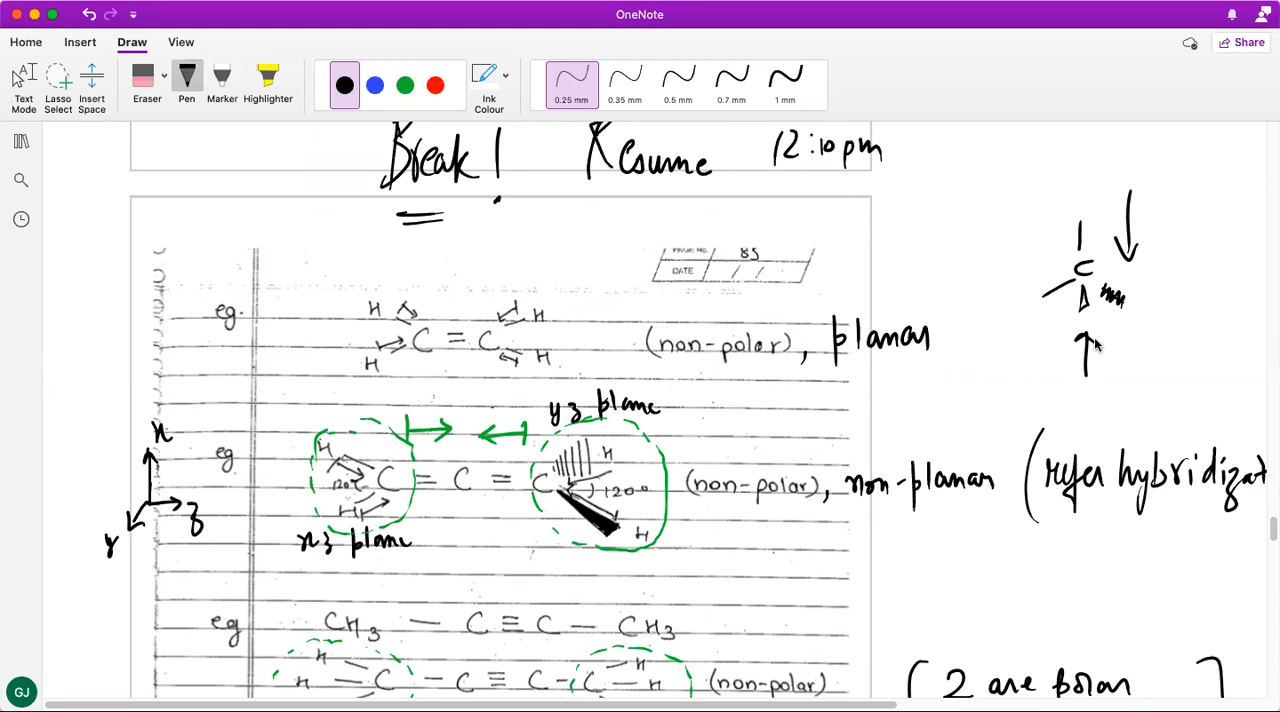 OneNote
Home Insert Draw View
Share
Text Mode
Lasso Select
Insert Space
Eraser
Pen
Marker
Highlighter
Ink Colour
0.25 mm
0.35 mm
0.5 mm
0.7 mm
1 mm
Break! Resume 12:10pm
PAGE NO. 85
DATE / /
C
eg. H H
C = C (non-polar), planar
H H
yz plane
x
eg H H
C = C = C (non-polar), non-planar (refer hybridizat
120° 120°
H H
z
y xz plane
eg CH3 — C ≡ C — CH3
H H
H — C — C ≡ C — C — H (non-polar)
[ 2 are polar ]
GJ